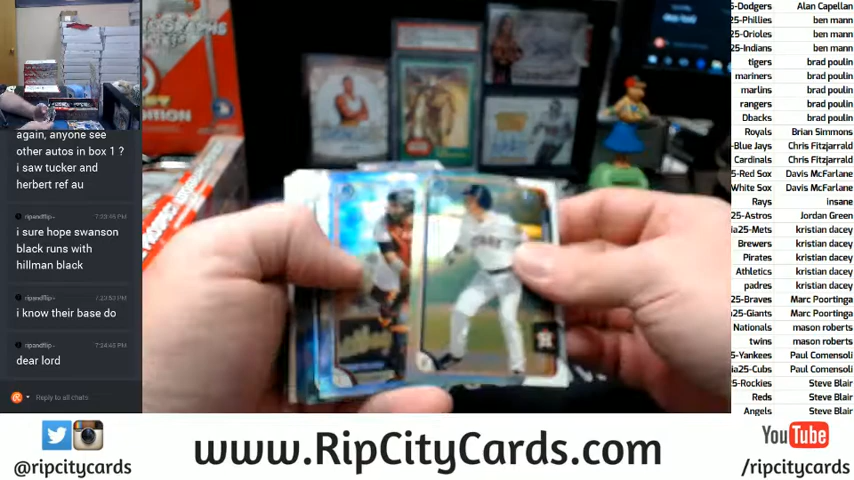 again, anyone see
other autos in box 1 ?
i saw tucker and
herbert ref au
ripandflip-
i sure hope swanson
black runs with
hillman black
ripandflip-
i know their base do
ripandflip-
dear lord
Reply to all chats
-Dodgers Alan Capellan
25-Phillies ben mann
25-Orioles ben mann
25-Indians ben mann
tigers brad poulin
mariners brad poulin
marlins brad poulin
rangers brad poulin
Dbacks brad poulin
Royals Brian Simmons
-Blue Jays Chris Fitzjarrald
Cardinals Chris Fitzjarrald
5-Red Sox Davis McFarlane
White Sox Davis McFarlane
Rays insane
25-Astros Jordan Green
ia25-Mets kristian dacey
Brewers kristian dacey
Pirates kristian dacey
Athletics kristian dacey
padres kristian dacey
25-Braves Marc Poortinga
a25-Giants Marc Poortinga
Nationals mason roberts
twins mason roberts
5-Yankees Paul Comensoli
ia25-Cubs Paul Comensoli
5-Rockies Steve Blair
Reds Steve Blair
Angels Steve Blair
@ripcitycards
www.RipCityCards.com
YouTube
/ripcitycards